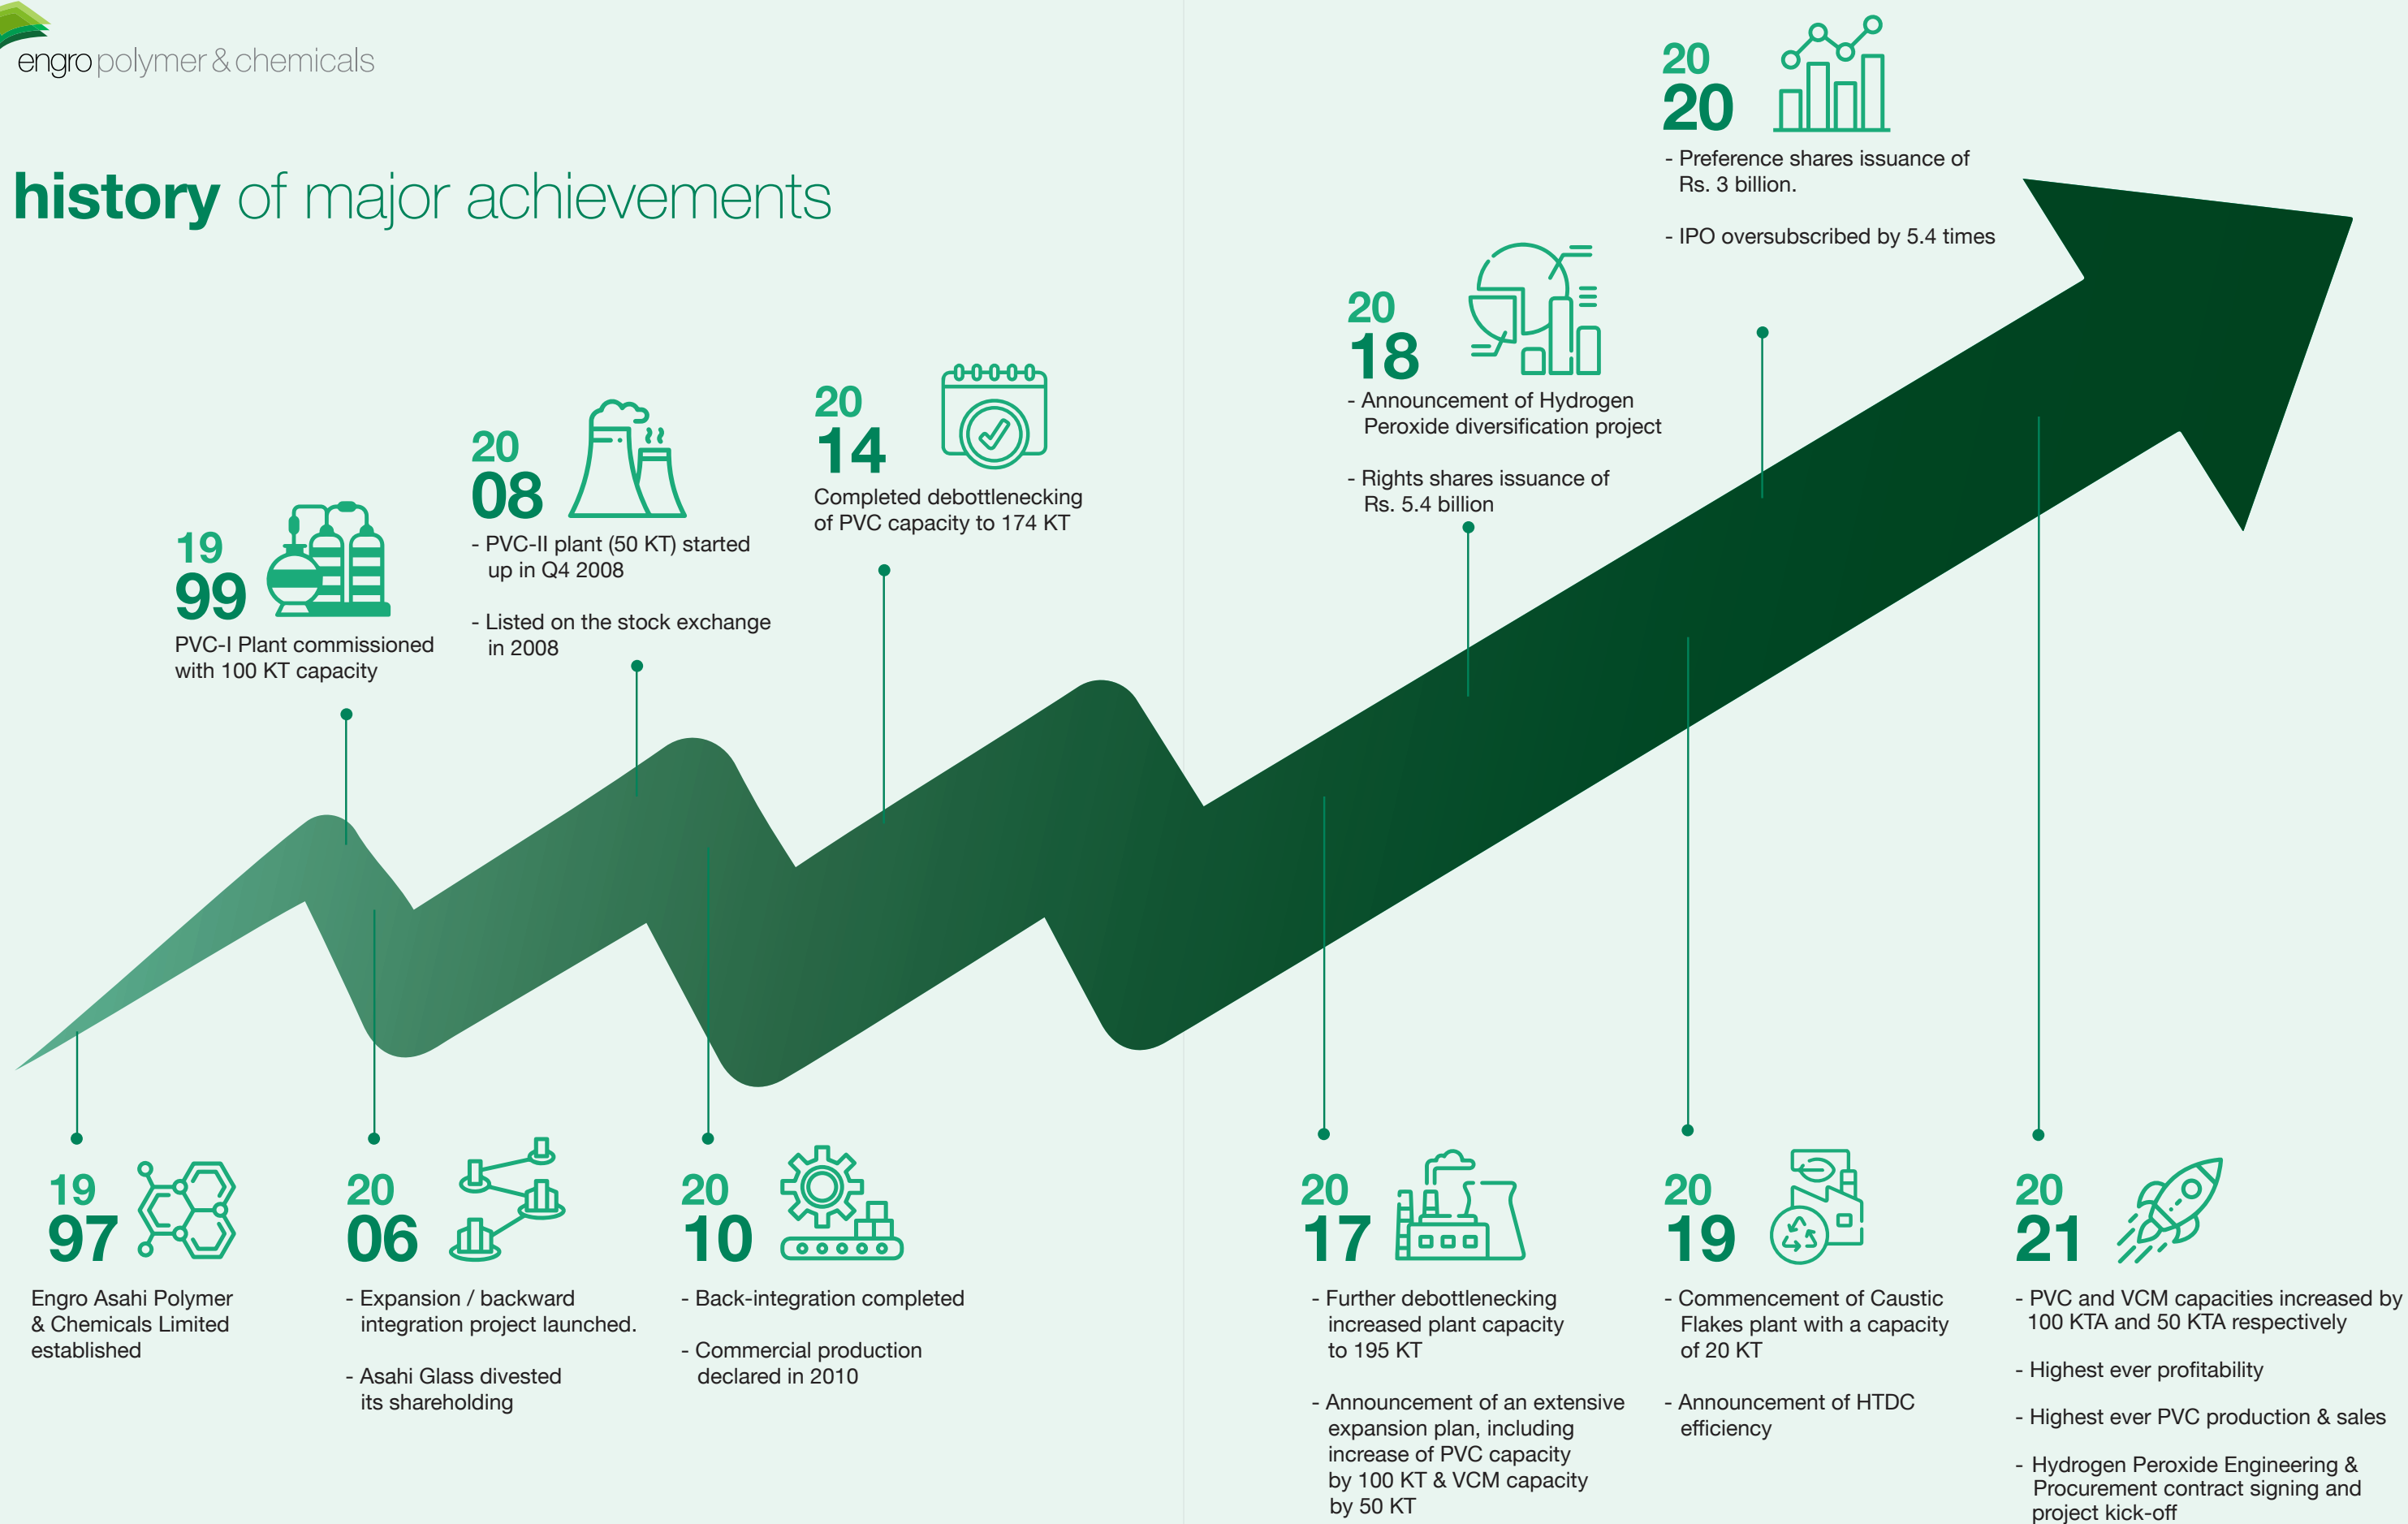 engro polymer & chemicals
history of major achievements
19
97
Engro Asahi Polymer
& Chemicals Limited
established
19
99
PVC-I Plant commissioned
with 100 KT capacity
20
06
- Expansion / backward
integration project launched.
- Asahi Glass divested
its shareholding
20
08
- PVC-II plant (50 KT) started
up in Q4 2008
- Listed on the stock exchange
in 2008
20
10
- Back-integration completed
- Commercial production
declared in 2010
20
14
Completed debottlenecking
of PVC capacity to 174 KT
20
17
- Further debottlenecking
increased plant capacity
to 195 KT
- Announcement of an extensive
expansion plan, including
increase of PVC capacity
by 100 KT & VCM capacity
by 50 KT
20
18
- Announcement of Hydrogen
Peroxide diversification project
- Rights shares issuance of
Rs. 5.4 billion
20
19
- Commencement of Caustic
Flakes plant with a capacity
of 20 KT
- Announcement of HTDC
efficiency
20
20
- Preference shares issuance of
Rs. 3 billion.
- IPO oversubscribed by 5.4 times
20
21
- PVC and VCM capacities increased by
100 KTA and 50 KTA respectively
- Highest ever profitability
- Highest ever PVC production & sales
- Hydrogen Peroxide Engineering &
Procurement contract signing and
project kick-off